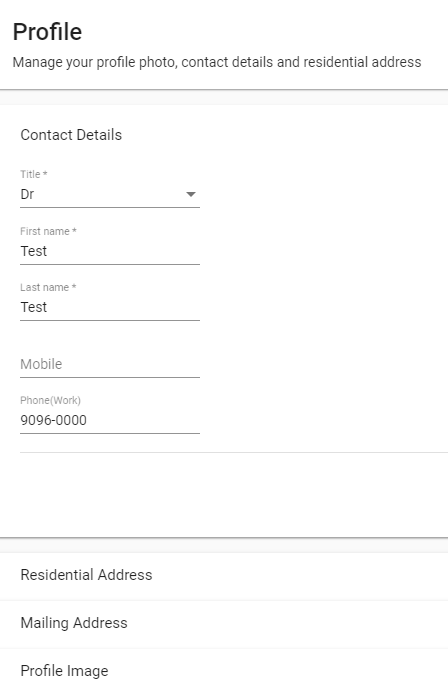 Profile
Manage your profile photo, contact details and residential address
Contact Details
Title *
Dr
First name *
Test
Last name *
Test
Mobile
Phone(Work)
9096-0000
Residential Address
Mailing Address
Profile Image